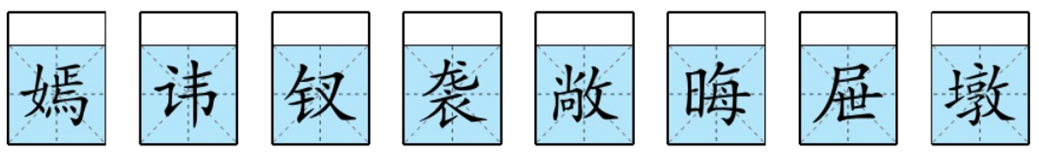 嫣 讳 钗 袭 敞 晦 屉 墩